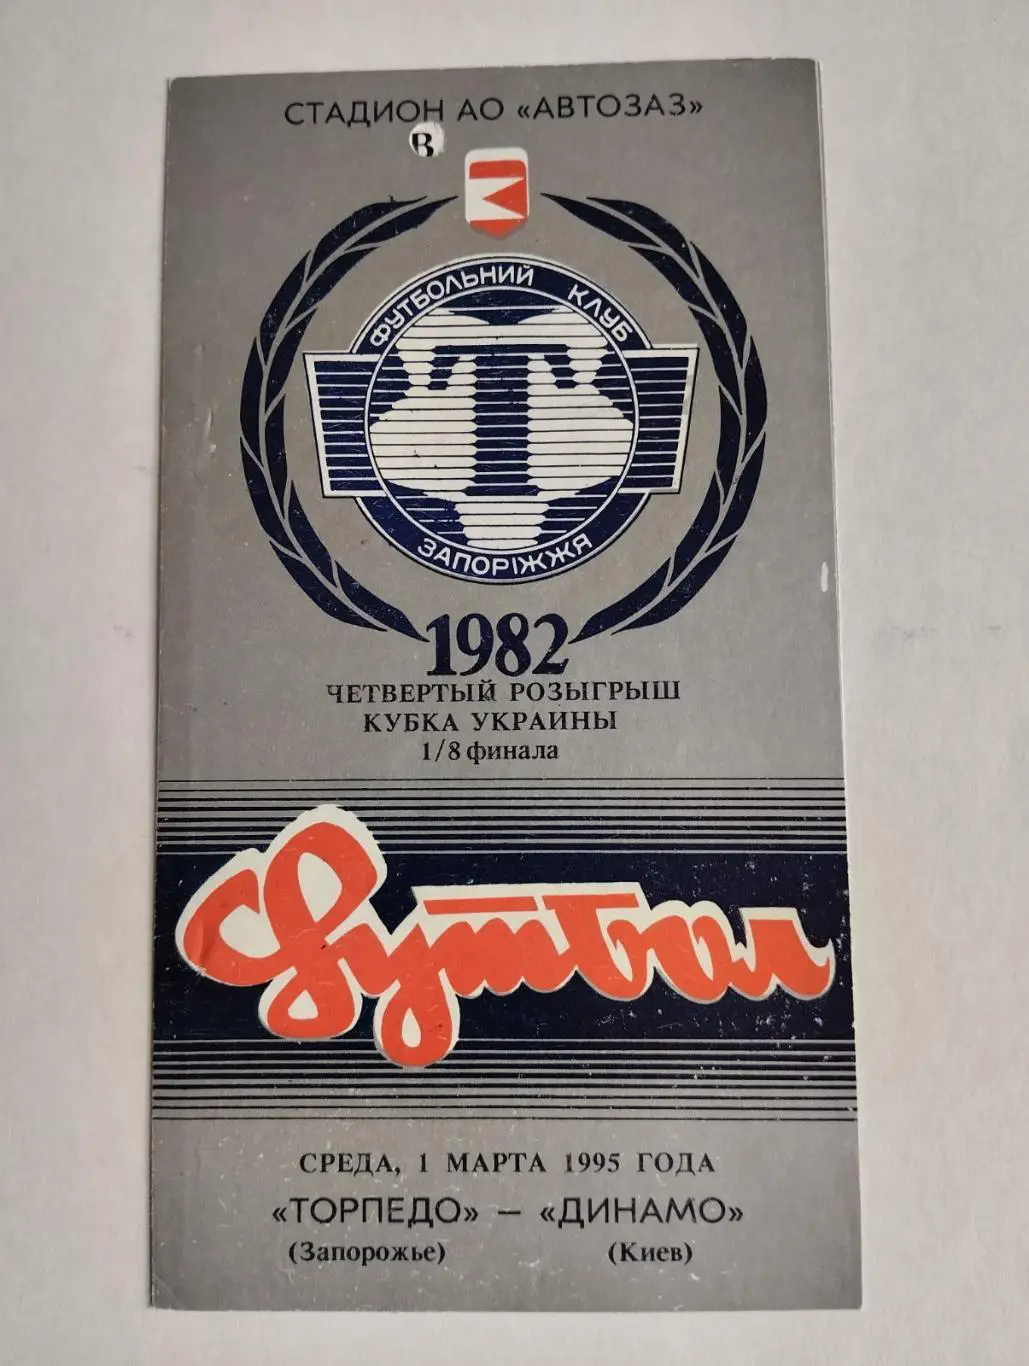 СТАДИОН АО «АВТОЗАЗ»
В
ФУТБОЛЬНИЙ КЛУБ
Т
ЗАПОРІЖЖЯ
1982
ЧЕТВЕРТЫЙ РОЗЫГРЫШ
КУБКА УКРАИНЫ
1/8 финала
Футбол
СРЕДА, 1 МАРТА 1995 ГОДА
«ТОРПЕДО» — «ДИНАМО»
(Запорожье) (Киев)